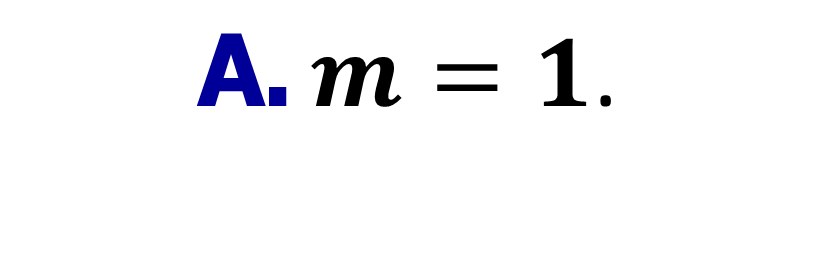 A. m = 1.